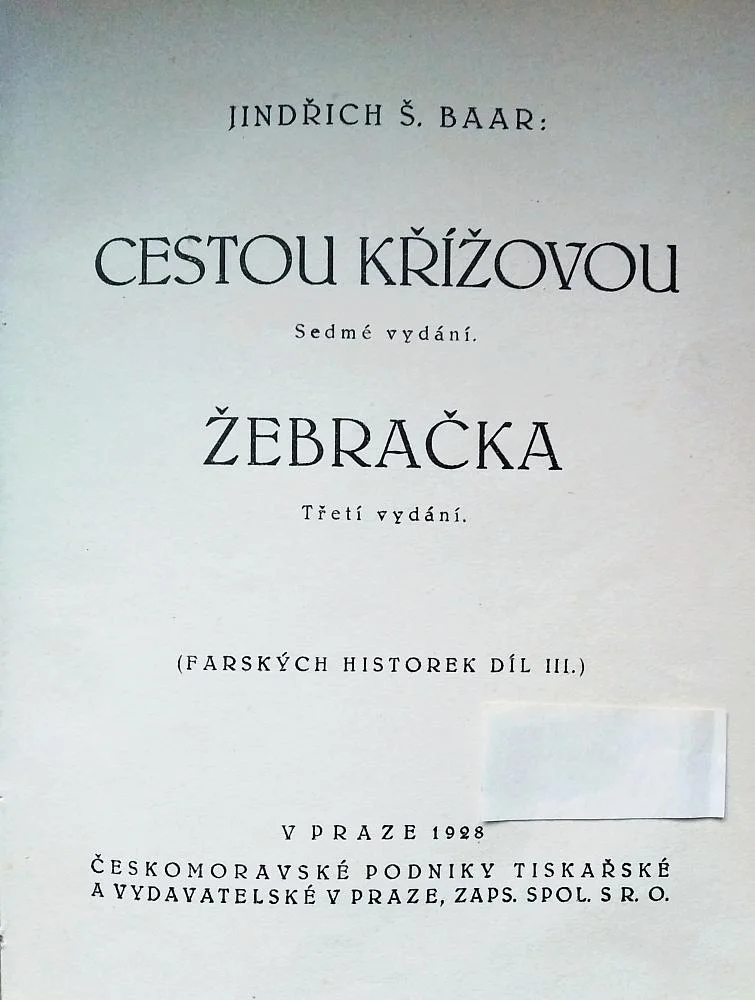 JINDŘICH Š. BAAR:
CESTOU KŘÍŽOVOU
Sedmé vydání.
ŽEBRAČKA
Třetí vydání.
(FARSKÝCH HISTOREK DÍL III.)
V PRAZE 1928
ČESKOMORAVSKÉ PODNIKY TISKAŘSKÉ
A VYDAVATELSKÉ V PRAZE, ZAPS. SPOL. S R. O.